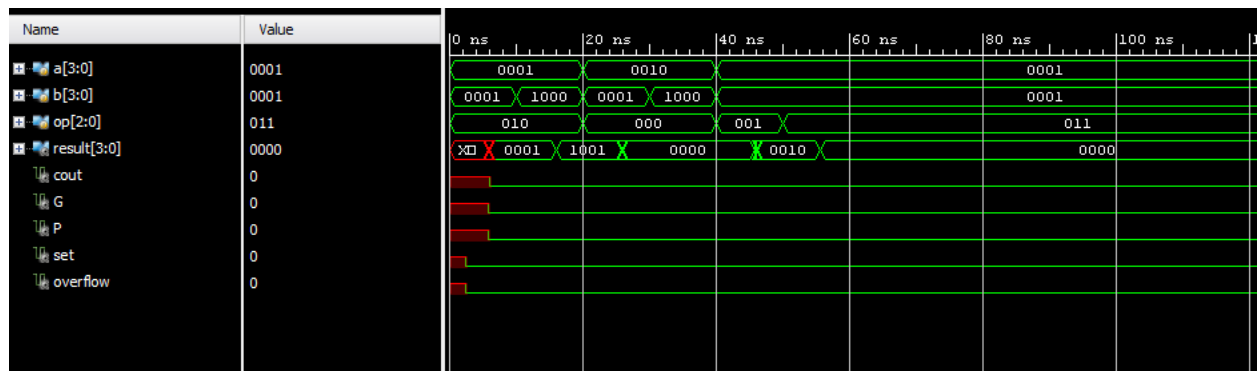 Name Value
0 ns 20 ns 40 ns 60 ns 80 ns 100 ns
a[3:0] 0001 0001 0010 0001
b[3:0] 0001 0001 1000 0001 1000 0001
op[2:0] 011 010 000 001 011
result[3:0] 0000 0001 1001 0000 0010 0000
cout 0
G 0
P 0
set 0
overflow 0